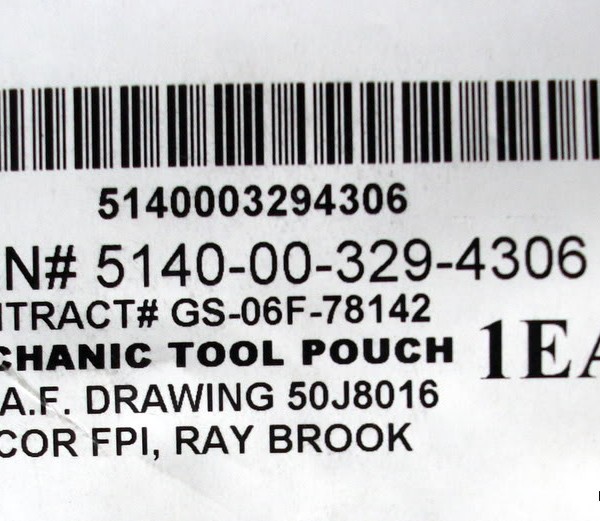 5140003294306
N# 5140-00-329-4306
NTRACT# GS-06F-78142
CHANIC TOOL POUCH 1EA
A.F. DRAWING 50J8016
COR FPI, RAY BROOK